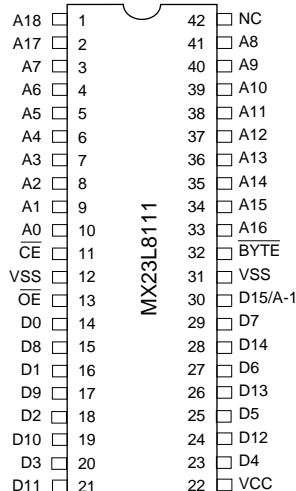 A18 1 42 NC
A17 2 41 A8
A7 3 40 A9
A6 4 39 A10
A5 5 38 A11
A4 6 37 A12
A3 7 36 A13
A2 8 35 A14
A1 9 34 A15
A0 10 33 A16
CE 11 32 BYTE
VSS 12 31 VSS
OE 13 30 D15/A-1
D0 14 29 D7
D8 15 28 D14
D1 16 27 D6
D9 17 26 D13
D2 18 25 D5
D10 19 24 D12
D3 20 23 D4
D11 21 22 VCC
MX23L8111